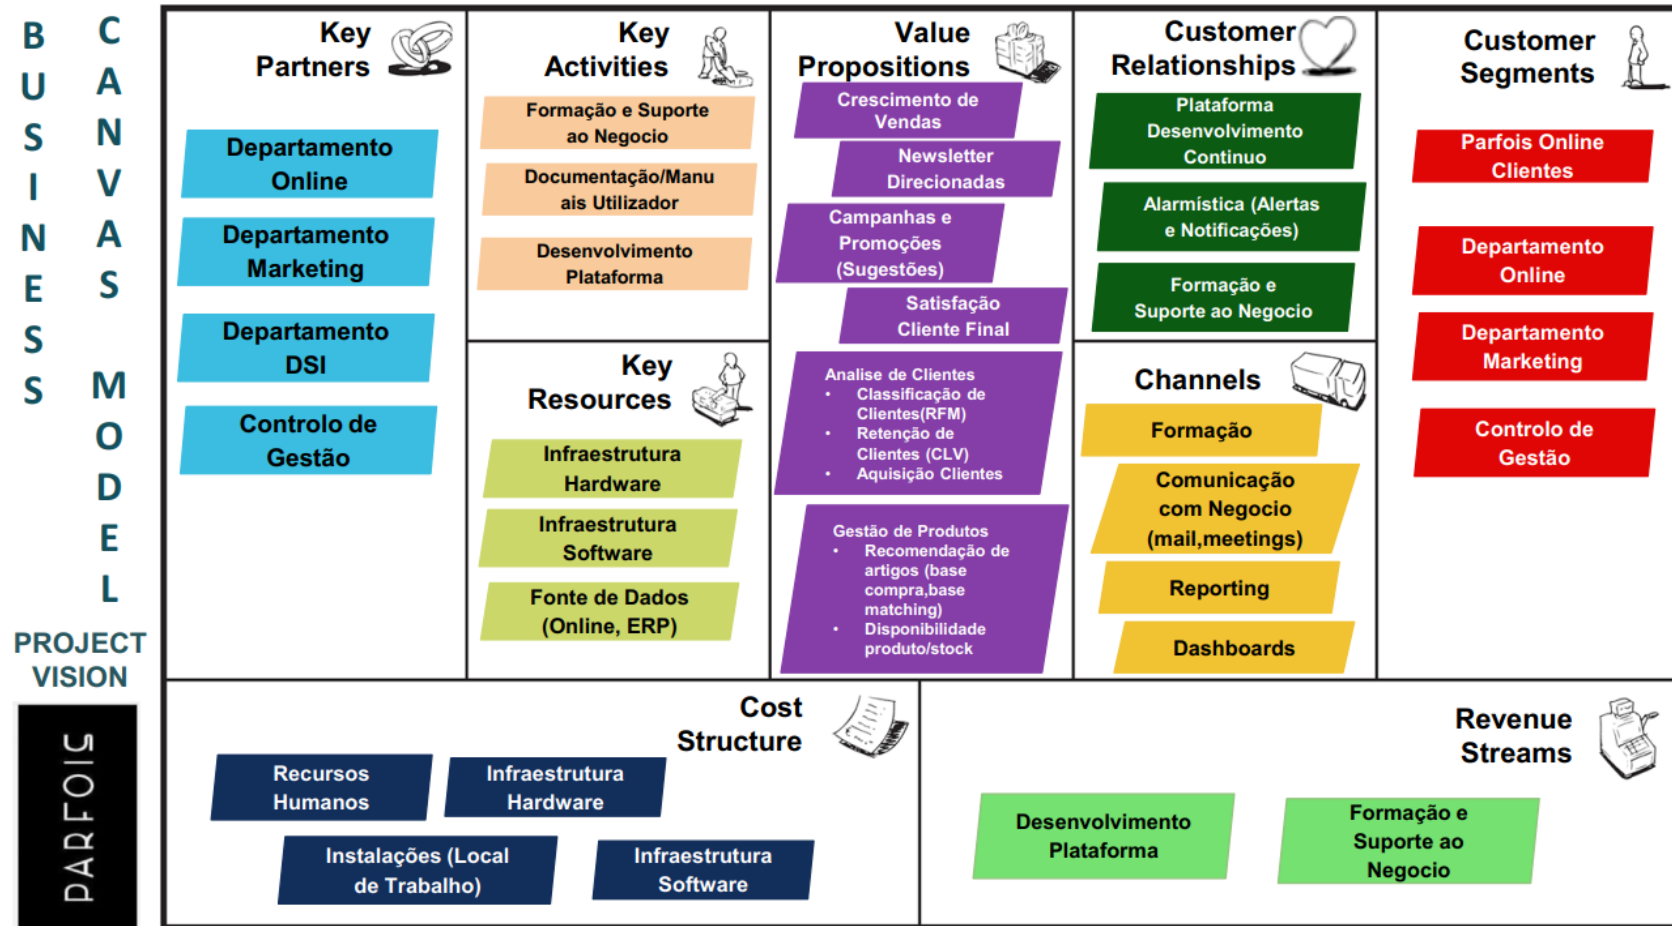 BUSINESS
CANVAS MODEL
PROJECT
VISION
PARFOIS
Key
Partners
Departamento
Online
Departamento
Marketing
Departamento
DSI
Controlo de
Gestão
Key
Activities
Formação e Suporte
ao Negocio
Documentação/Manu
ais Utilizador
Desenvolvimento
Plataforma
Key
Resources
Infraestrutura
Hardware
Infraestrutura
Software
Fonte de Dados
(Online, ERP)
Value
Propositions
Crescimento de
Vendas
Newsletter
Direcionadas
Campanhas e
Promoções
(Sugestões)
Satisfação
Cliente Final
Analise de Clientes
• Classificação de
Clientes(RFM)
• Retenção de
Clientes (CLV)
• Aquisição Clientes
Gestão de Produtos
• Recomendação de
artigos (base
compra,base
matching)
• Disponibilidade
produto/stock
Customer
Relationships
Plataforma
Desenvolvimento
Continuo
Alarmística (Alertas
e Notificações)
Formação e
Suporte ao Negocio
Channels
Formação
Comunicação
com Negocio
(mail,meetings)
Reporting
Dashboards
Customer
Segments
Parfois Online
Clientes
Departamento
Online
Departamento
Marketing
Controlo de
Gestão
Cost
Structure
Recursos
Humanos
Infraestrutura
Hardware
Instalações (Local
de Trabalho)
Infraestrutura
Software
Revenue
Streams
Desenvolvimento
Plataforma
Formação e
Suporte ao
Negocio